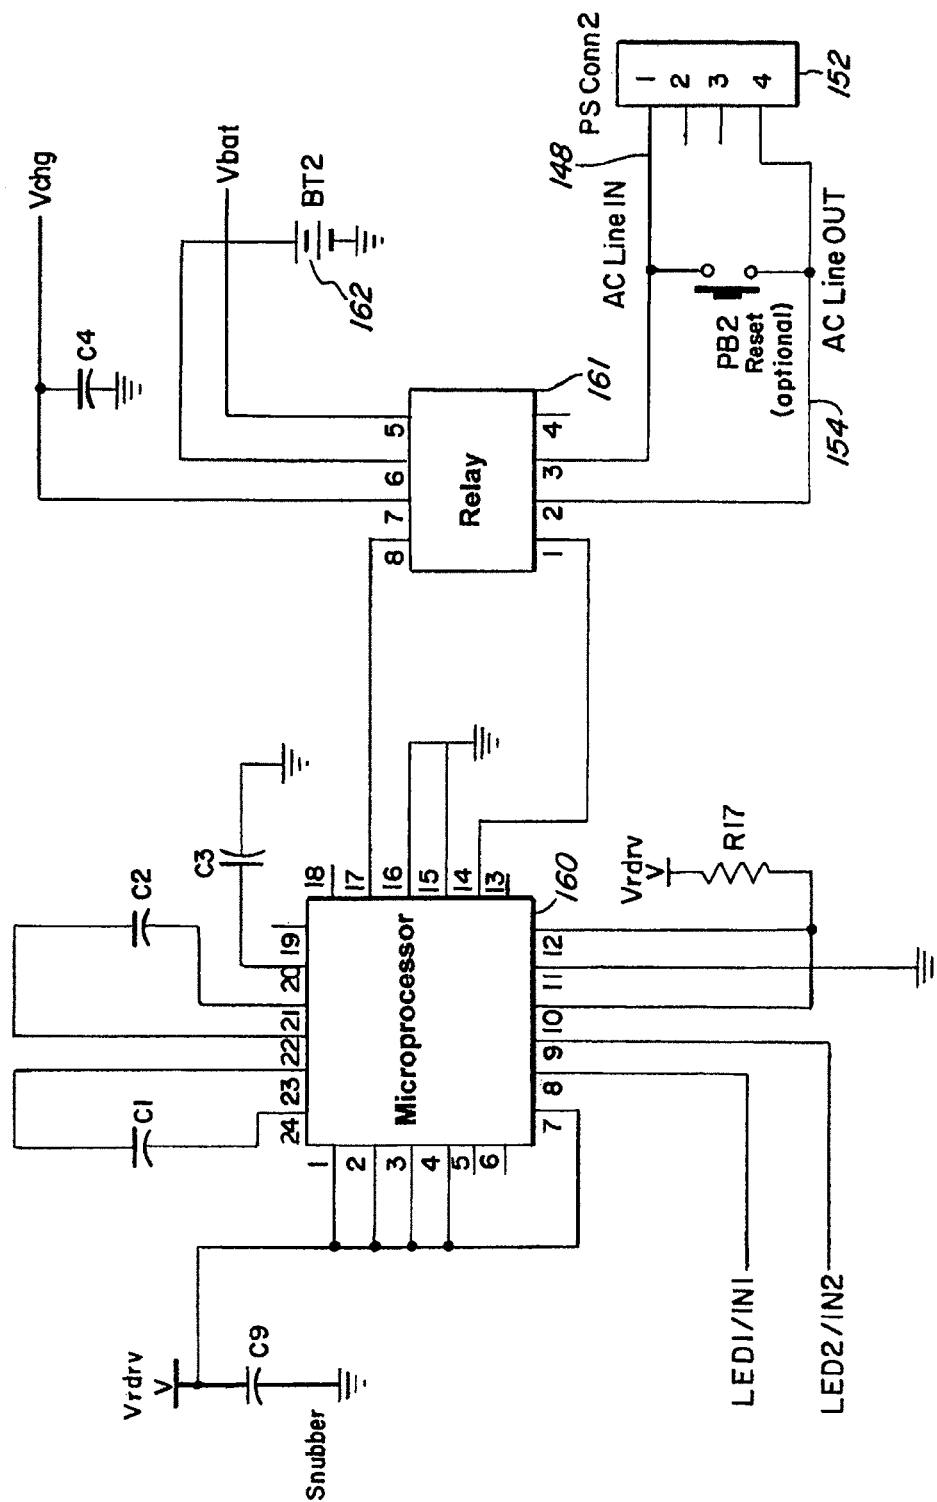 Vrdrv
V
C9
Snubber
C1
C2
C3
24 23 22 21 20 19
18
17
16
15
14
13
1
2
3
4
5
6
Microprocessor
7 8 9 10 11 12
160
LED1/IN1
LED2/IN2
Vrdrv
V
R17
Vchg
C4
Vbat
BT2
162
8 7 6 5
Relay
1 2 3 4
161
AC Line IN
148
PS Conn 2
1
2
3
4
152
PB2
Reset
(optional)
AC Line OUT
154